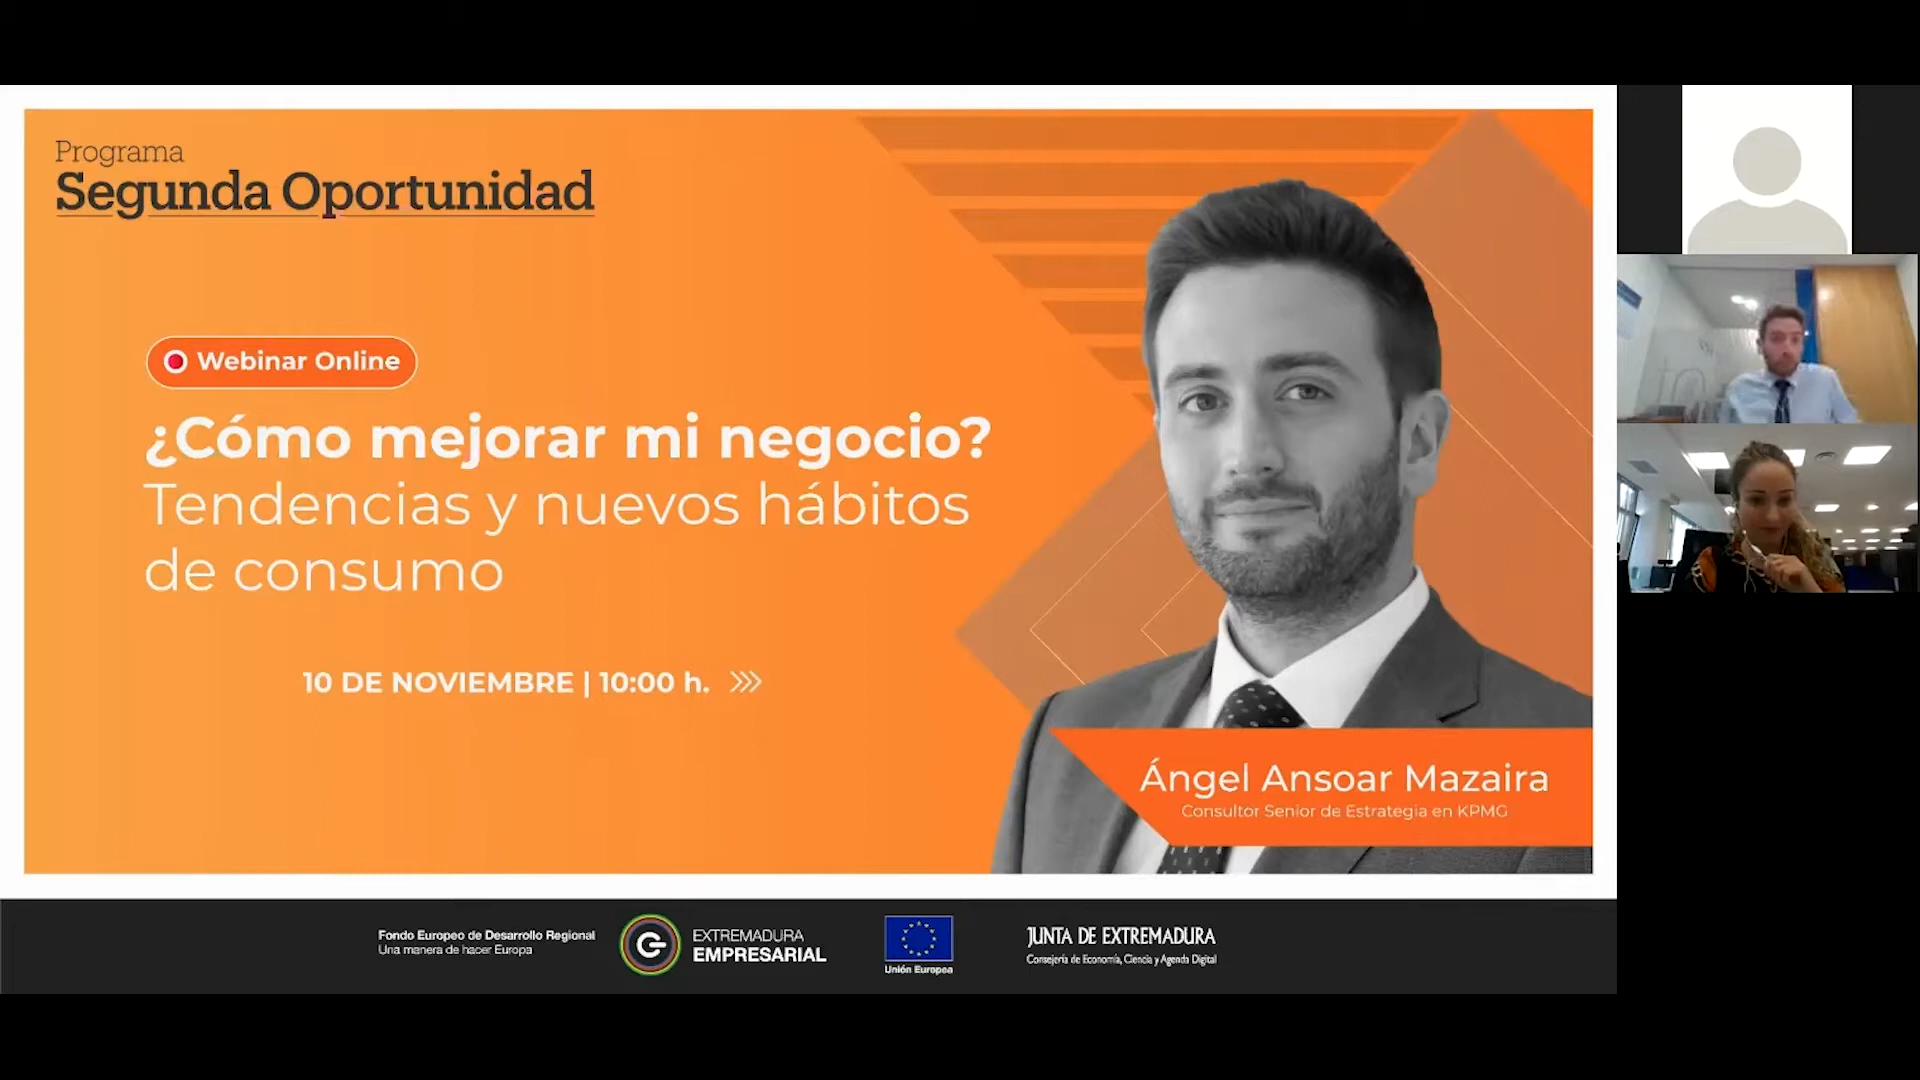 Programa
Segunda Oportunidad
Webinar Online
¿Cómo mejorar mi negocio?
Tendencias y nuevos hábitos
de consumo
10 DE NOVIEMBRE | 10:00 h.
Ángel Ansoar Mazaira
Consultor Senior de Estrategia en KPMG
Fondo Europeo de Desarrollo Regional
Una manera de hacer Europa
EXTREMADURA
EMPRESARIAL
Unión Europea
JUNTA DE EXTREMADURA
Consejería de Economía, Ciencia y Agenda Digital